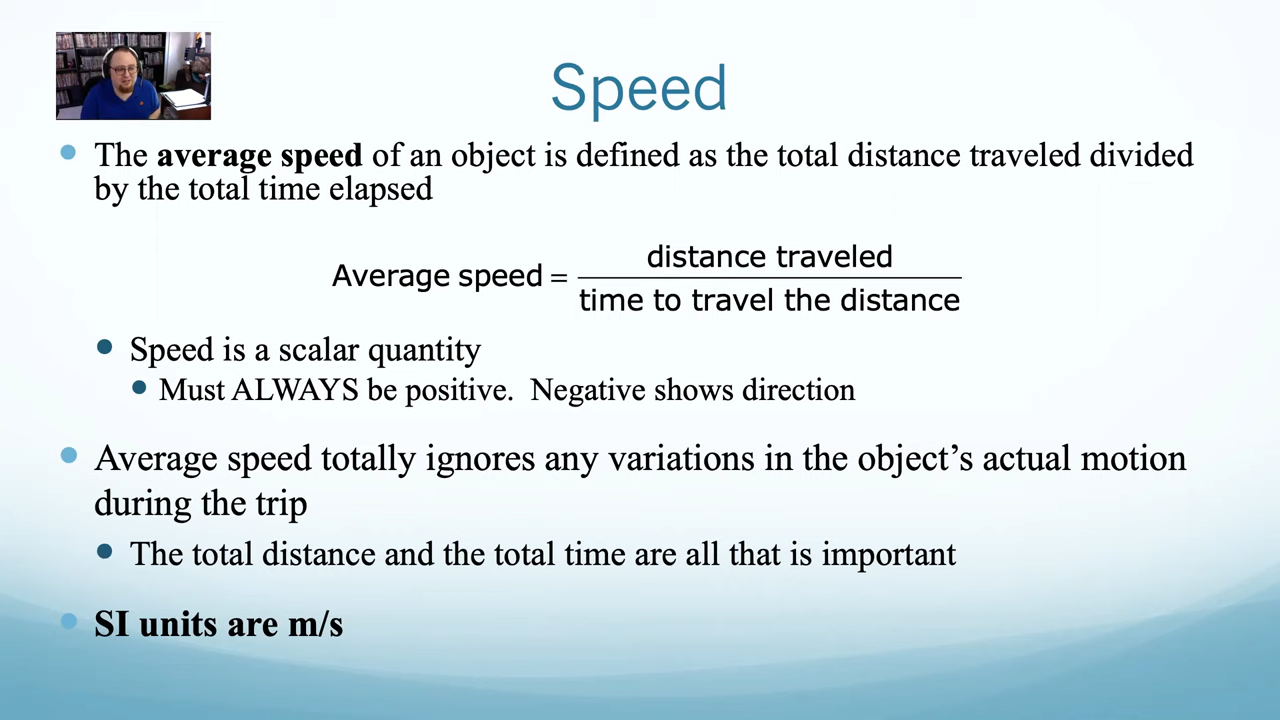 Speed
The average speed of an object is defined as the total distance traveled divided
by the total time elapsed
distance traveled
Average speed =
time to travel the distance
Speed is a scalar quantity
Must ALWAYS be positive.  Negative shows direction
Average speed totally ignores any variations in the object’s actual motion
during the trip
The total distance and the total time are all that is important
SI units are m/s